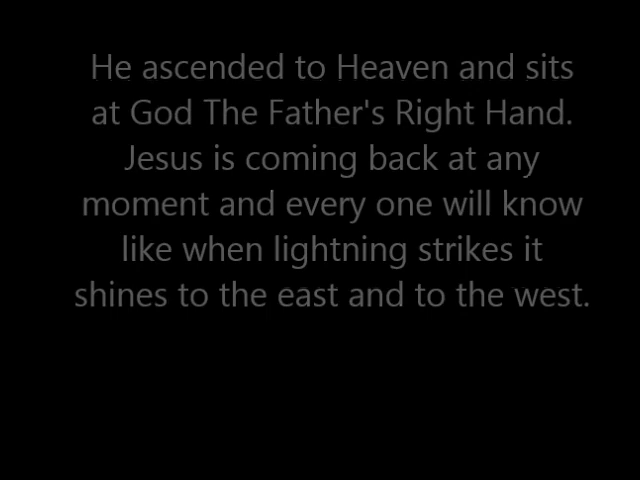 He ascended to Heaven and sits
at God The Father's Right Hand.
Jesus is coming back at any
moment and every one will know
like when lightning strikes it
shines to the east and to the west.